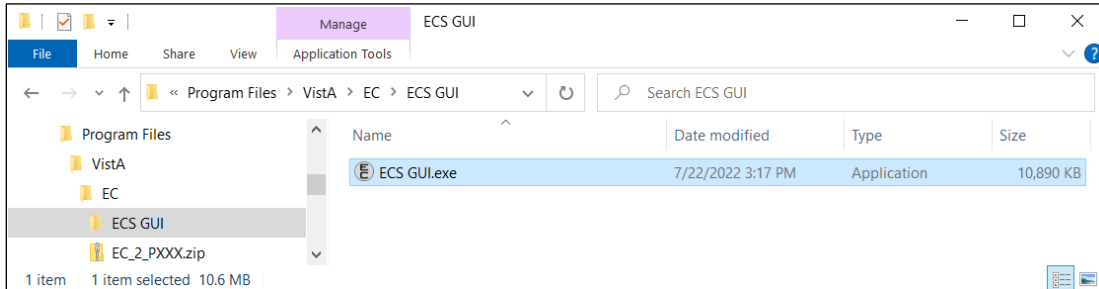 Manage ECS GUI
File Home Share View Application Tools
« Program Files > VistA > EC > ECS GUI Search ECS GUI
Program Files
VistA
EC
ECS GUI
EC_2_PXXX.zip
Name Date modified Type Size
ECS GUI.exe 7/22/2022 3:17 PM Application 10,890 KB
1 item 1 item selected 10.6 MB